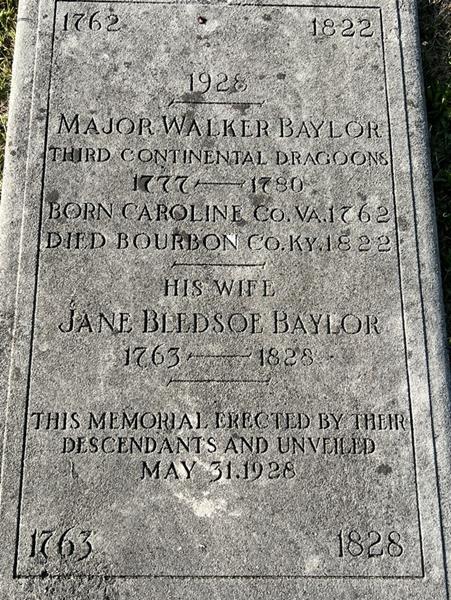 1762 1822
1928
MAJOR WALKER BAYLOR
THIRD CONTINENTAL DRAGOONS
1777—1780
BORN CAROLINE CO. VA. 1762
DIED BOURBON CO. KY. 1822
HIS WIFE
JANE BLEDSOE BAYLOR
1763—1828
THIS MEMORIAL ERECTED BY THEIR
DESCENDANTS AND UNVEILED
MAY 31. 1928
1763 1828